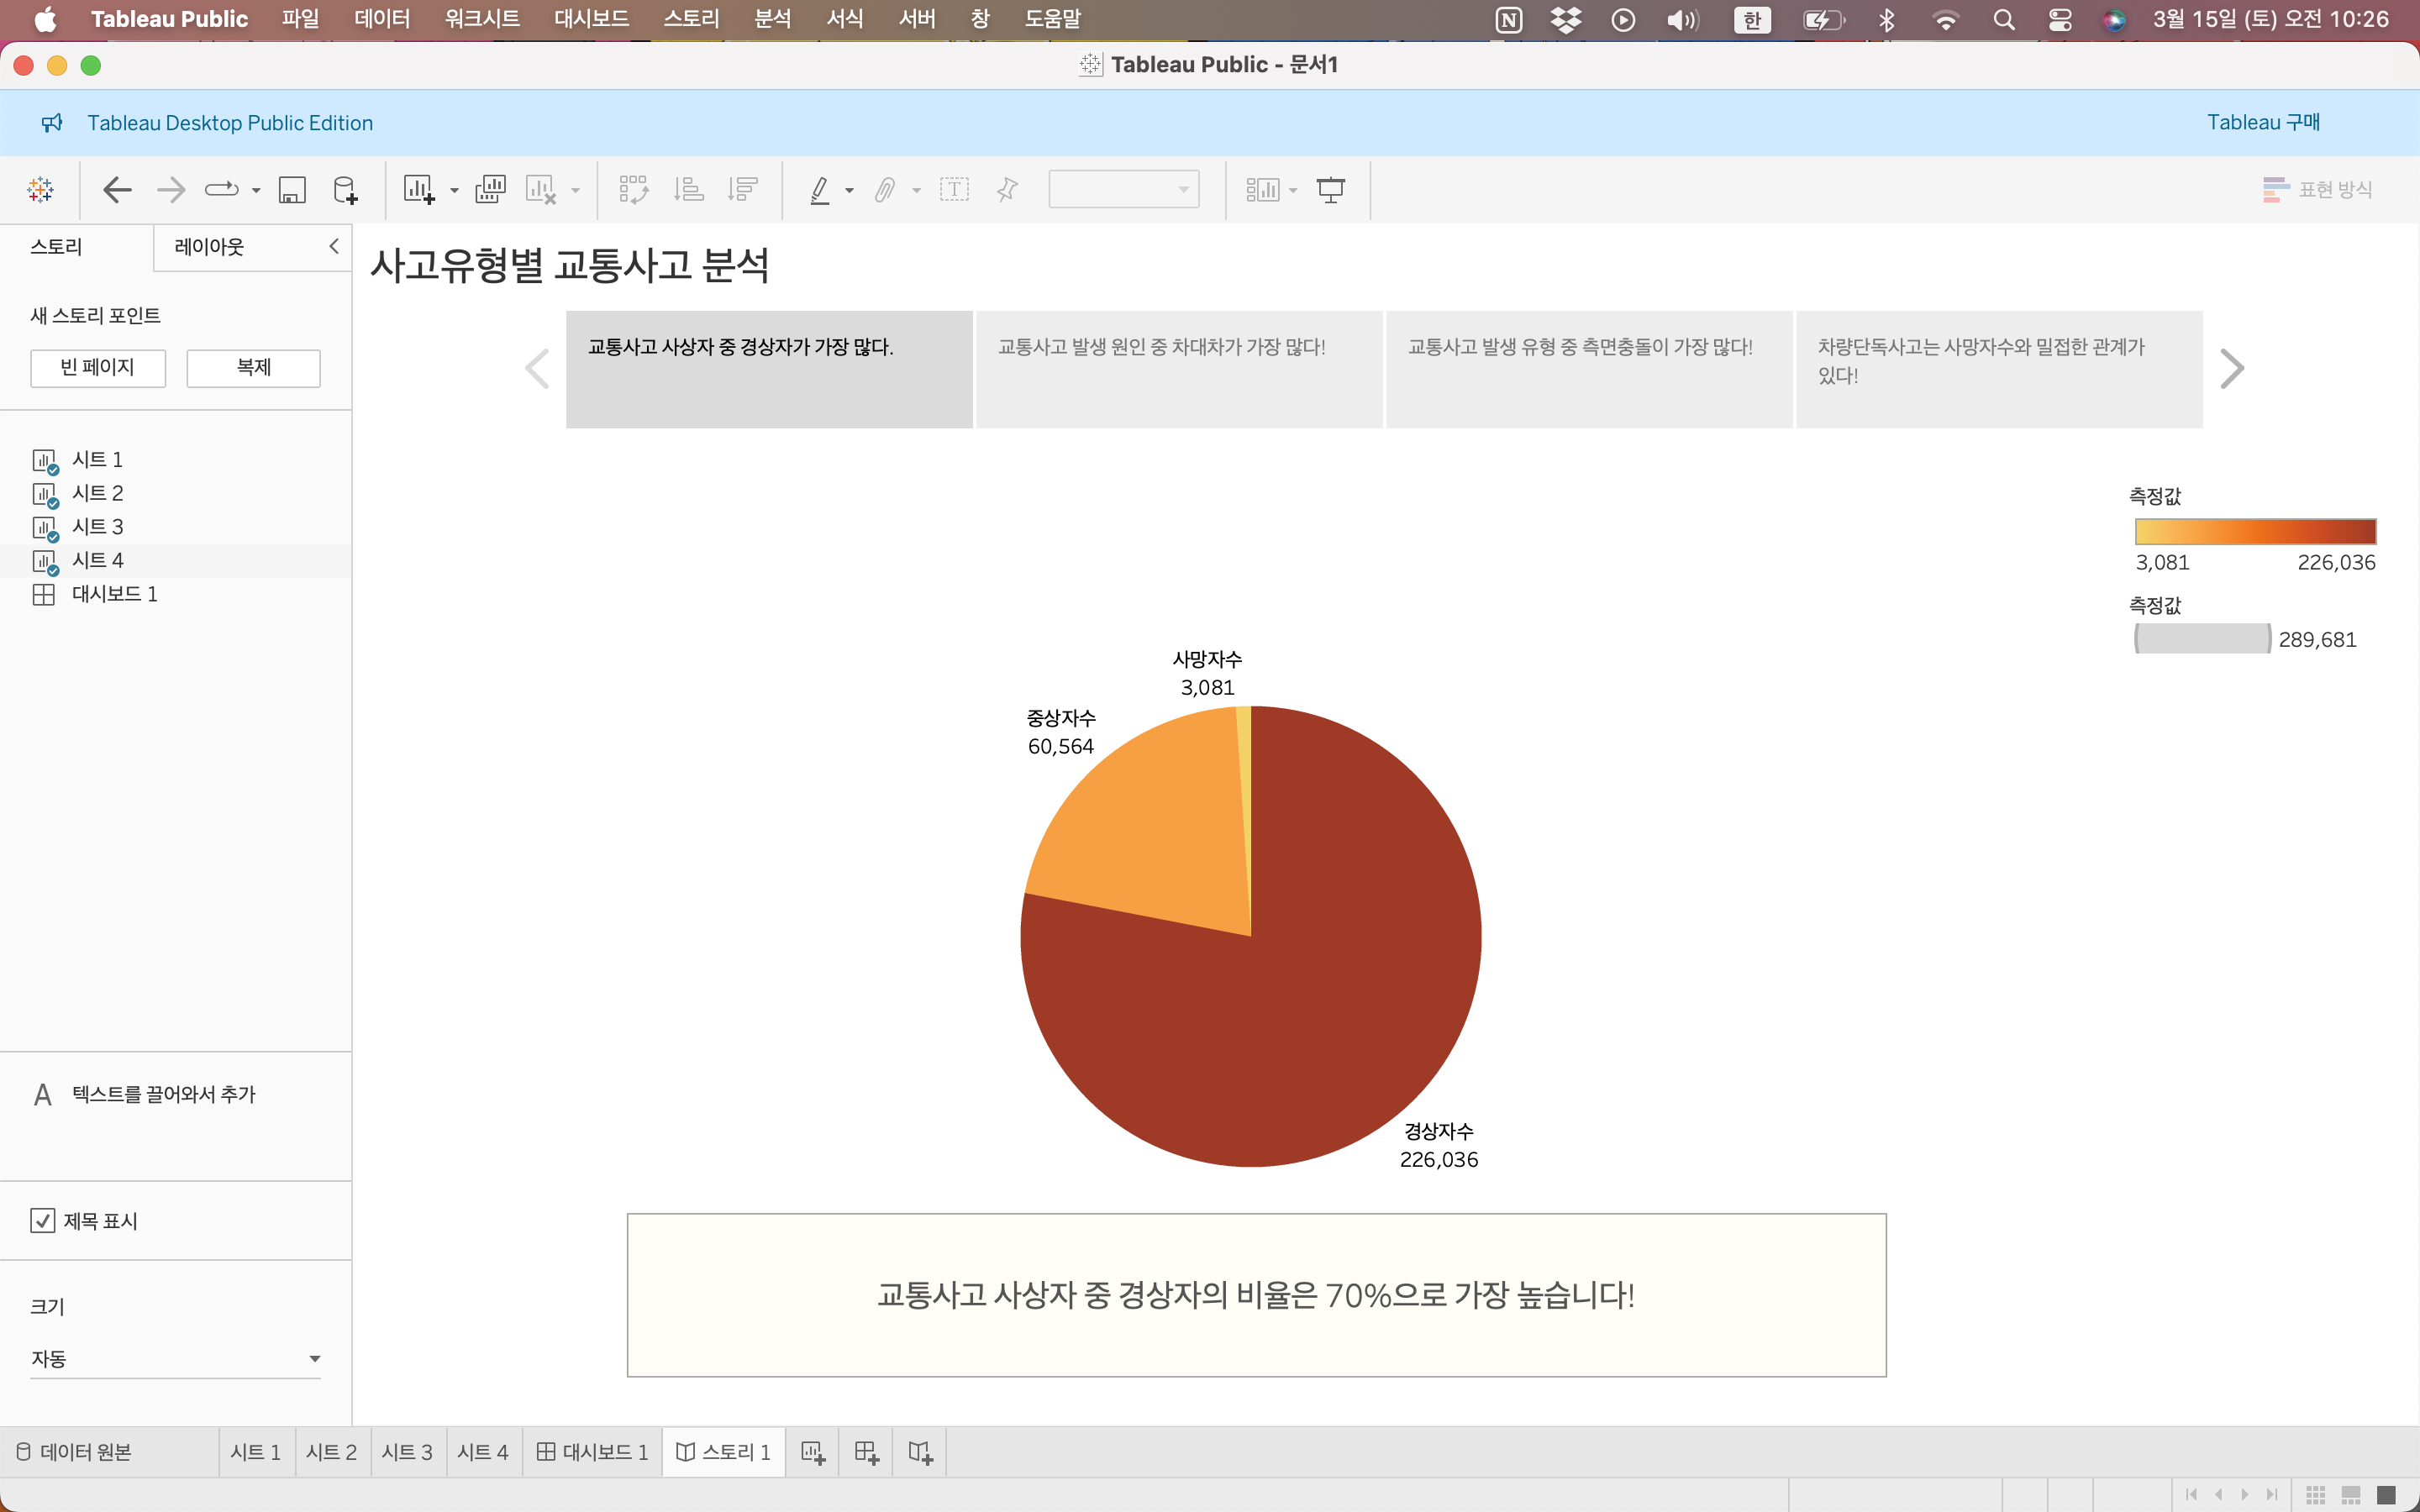 Tableau Public 파일 데이터 워크시트 대시보드 스토리 분석 서식 서버 창 도움말 N 한 3월 15일 (토) 오전 10:26
Tableau Public - 문서1
Tableau Desktop Public Edition Tableau 구매
T 표현 방식
스토리 레이아웃
사고유형별 교통사고 분석
새 스토리 포인트
빈 페이지 복제
교통사고 사상자 중 경상자가 가장 많다.
교통사고 발생 원인 중 차대차가 가장 많다!
교통사고 발생 유형 중 측면충돌이 가장 많다!
차량단독사고는 사망자수와 밀접한 관계가
있다!
시트 1
시트 2
시트 3
시트 4
대시보드 1
측정값
3,081 226,036
측정값
289,681
사망자수
3,081
중상자수
60,564
경상자수
226,036
A 텍스트를 끌어와서 추가
제목 표시
교통사고 사상자 중 경상자의 비율은 70%으로 가장 높습니다!
크기
자동
데이터 원본 시트 1 시트 2 시트 3 시트 4 대시보드 1 스토리 1